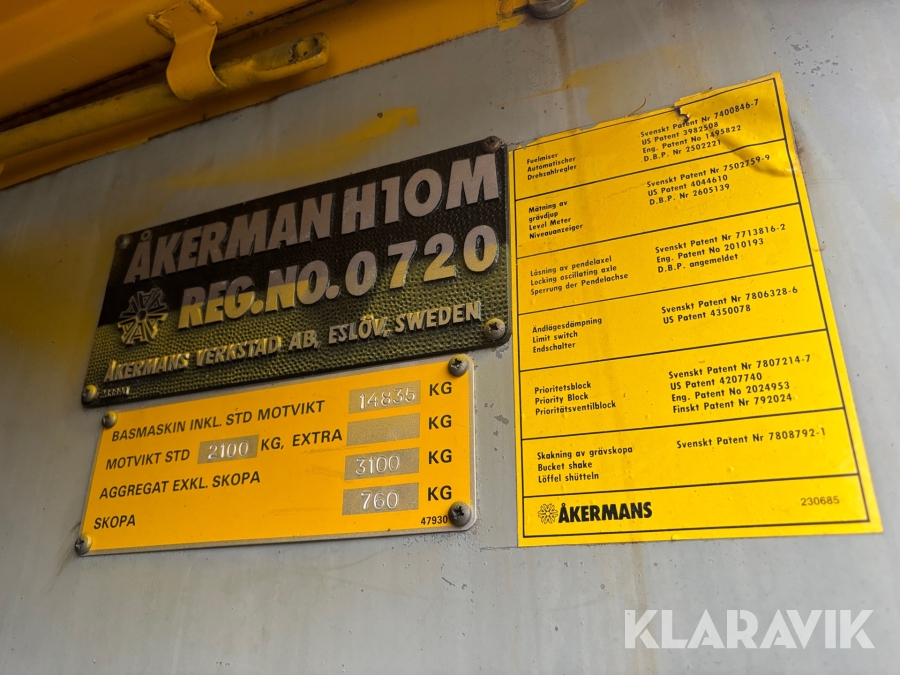 ÅKERMAN H10M
REG.NO. 0720
ÅKERMANS VERKSTAD AB, ESLÖV, SWEDEN
BASMASKIN INKL. STD MOTVIKT 14835 KG
MOTVIKT STD 2100 KG, EXTRA KG
AGGREGAT EXKL. SKOPA 3100 KG
SKOPA 760 KG
47930
Fuelmiser
Automatischer
Drehzahlregler
Svenskt Patent Nr 7400846-7
US Patent 3982508
Eng. Patent No 1495822
D.B.P. Nr 2502221
Mätning av
grävdjup
Level Meter
Niveauanzeiger
Svenskt Patent Nr 7502759-9
US Patent 4044610
D.B.P. Nr 2605139
Låsning av pendelaxel
Locking oscillating axle
Sperrung der Pendelachse
Svenskt Patent Nr 7713816-2
Eng. Patent No 2010193
D.B.P. angemeldet
Ändlägesdämpning
Limit switch
Endschalter
Svenskt Patent Nr 7806328-6
US Patent 4350078
Prioritetsblock
Priority Block
Prioritätsventilblock
Svenskt Patent Nr 7807214-7
US Patent 4207740
Eng. Patent No 2024953
Finskt Patent Nr 792024
Skakning av grävskopa
Bucket shake
Löffel shütteln
Svenskt Patent Nr 7808792-1
ÅKERMANS
230685
KLARAVIK